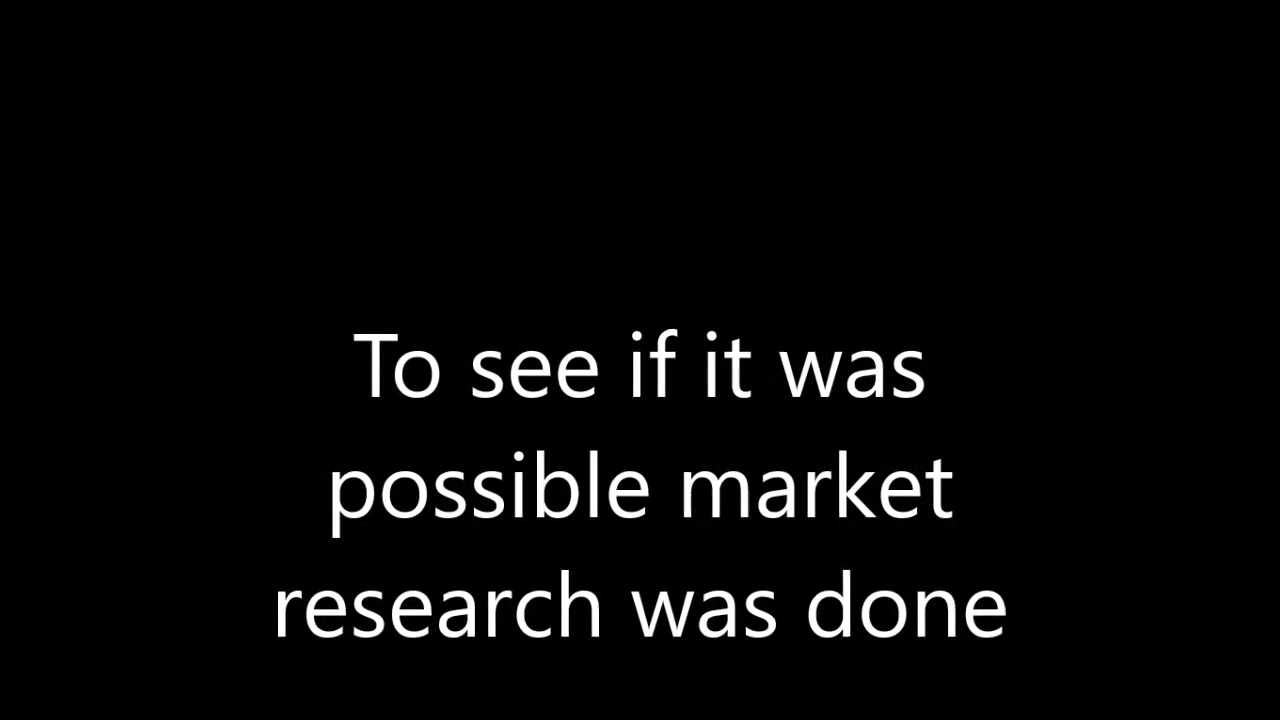 To see if it was
possible market
research was done